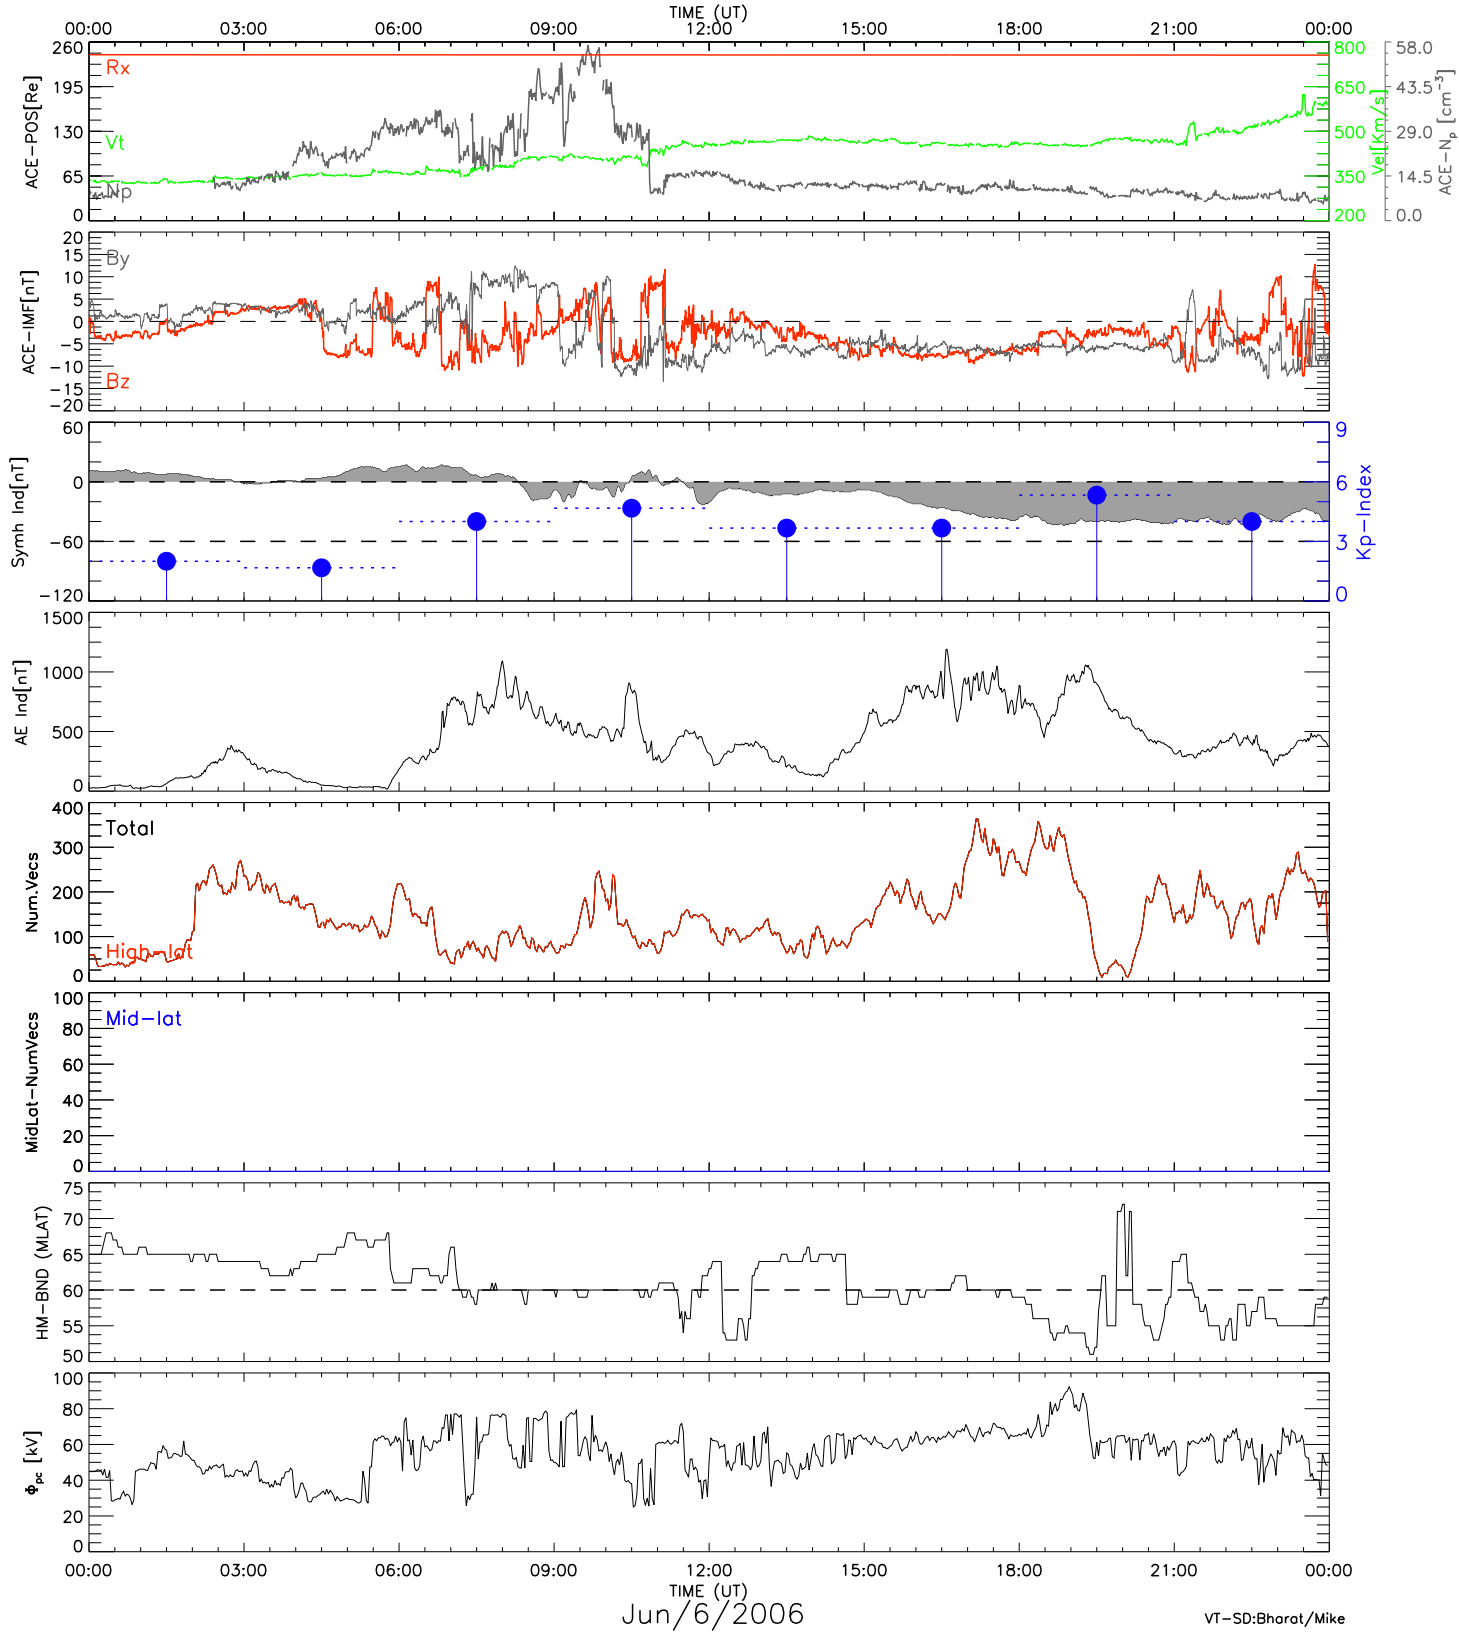 TIME (UT)
00:00 03:00 06:00 09:00 12:00 15:00 18:00 21:00 00:00
260 195 130 65 0
ACE-POS[Re]
Rx
Vt
Np
800 650 500 350 200
Vel[Km/s]
58.0 43.5 29.0 14.5 0.0
ACE-Np [cm-3]
20 15 10 5 0 -5 -10 -15 -20
ACE-IMF[nT]
By
Bz
60 0 -60 -120
Symh Ind[nT]
9 6 3 0
Kp-Index
1500 1000 500 0
AE Ind[nT]
400 300 200 100 0
Num.Vecs
Total
High-lat
100 80 60 40 20 0
MidLat-NumVecs
Mid-lat
75 70 65 60 55 50
HM-BND (MLAT)
100 80 60 40 20 0
Φpc [kV]
00:00 03:00 06:00 09:00 12:00 15:00 18:00 21:00 00:00
TIME (UT)
Jun/6/2006
VT-SD:Bharat/Mike